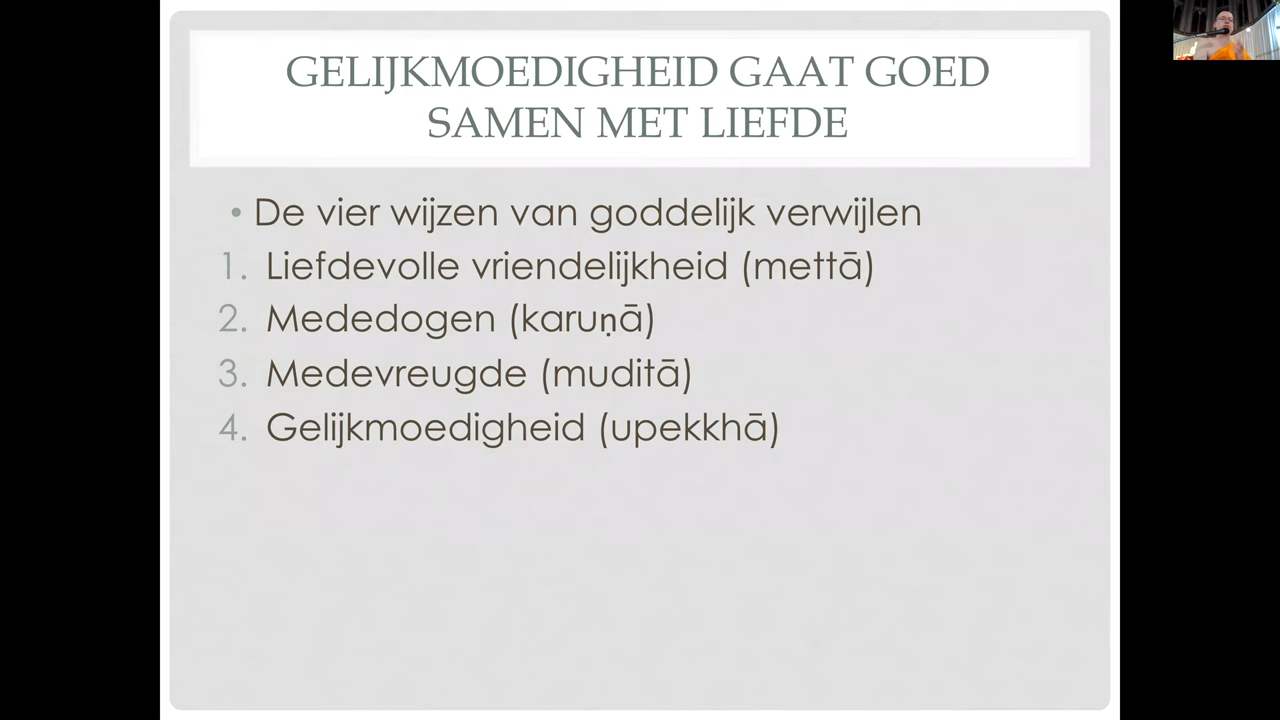 GELIJKMOEDIGHEID GAAT GOED
SAMEN MET LIEFDE
• De vier wijzen van goddelijk verwijlen
1. Liefdevolle vriendelijkheid (mettā)
2. Mededogen (karuṇā)
3. Medevreugde (muditā)
4. Gelijkmoedigheid (upekkhā)